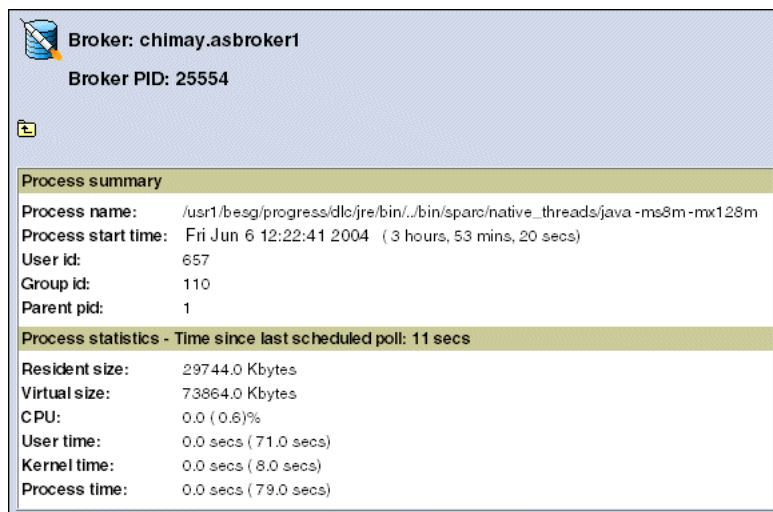 Broker: chimay.asbroker1
Broker PID: 25554
Process summary
Process name: /usr1/besg/progress/dlc/jre/bin/../bin/sparc/native_threads/java -ms8m -mx128m
Process start time: Fri Jun 6 12:22:41 2004 ( 3 hours, 53 mins, 20 secs)
User id: 657
Group id: 110
Parent pid: 1
Process statistics - Time since last scheduled poll: 11 secs
Resident size: 29744.0 Kbytes
Virtual size: 73864.0 Kbytes
CPU: 0.0 ( 0.6)%
User time: 0.0 secs ( 71.0 secs)
Kernel time: 0.0 secs ( 8.0 secs)
Process time: 0.0 secs ( 79.0 secs)